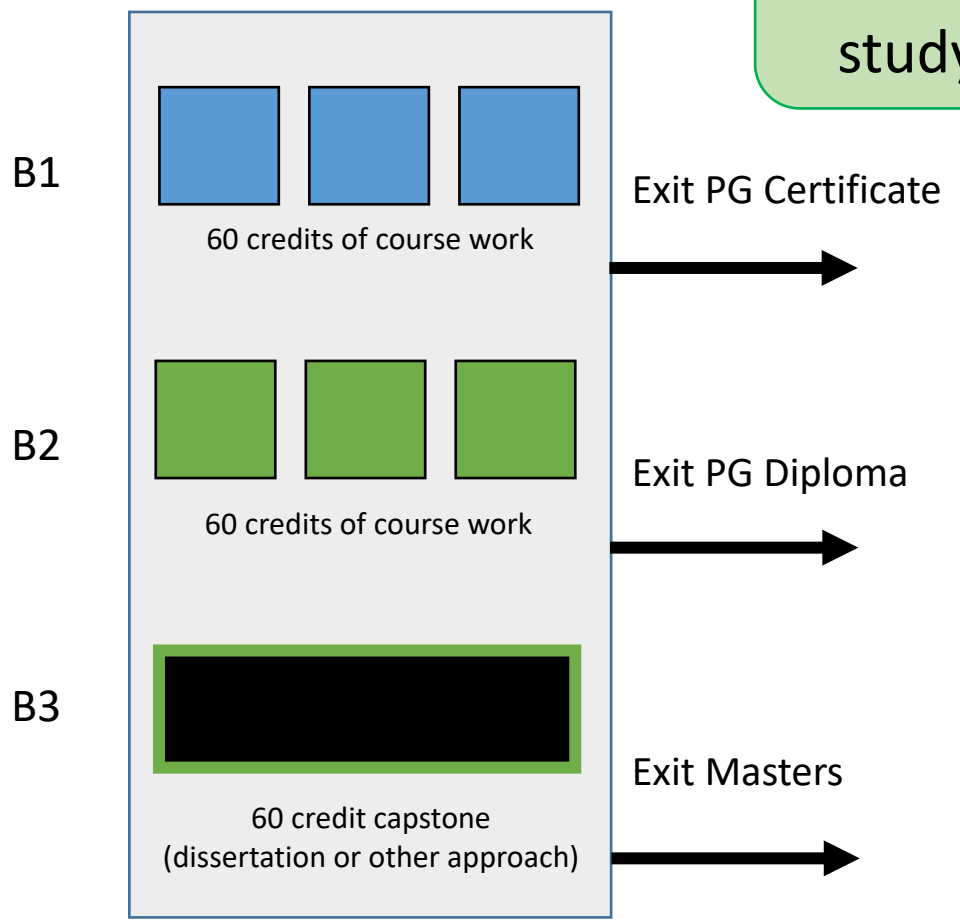 study
B1
Exit PG Certificate
60 credits of course work
B2
Exit PG Diploma
60 credits of course work
B3
Exit Masters
60 credit capstone
(dissertation or other approach)